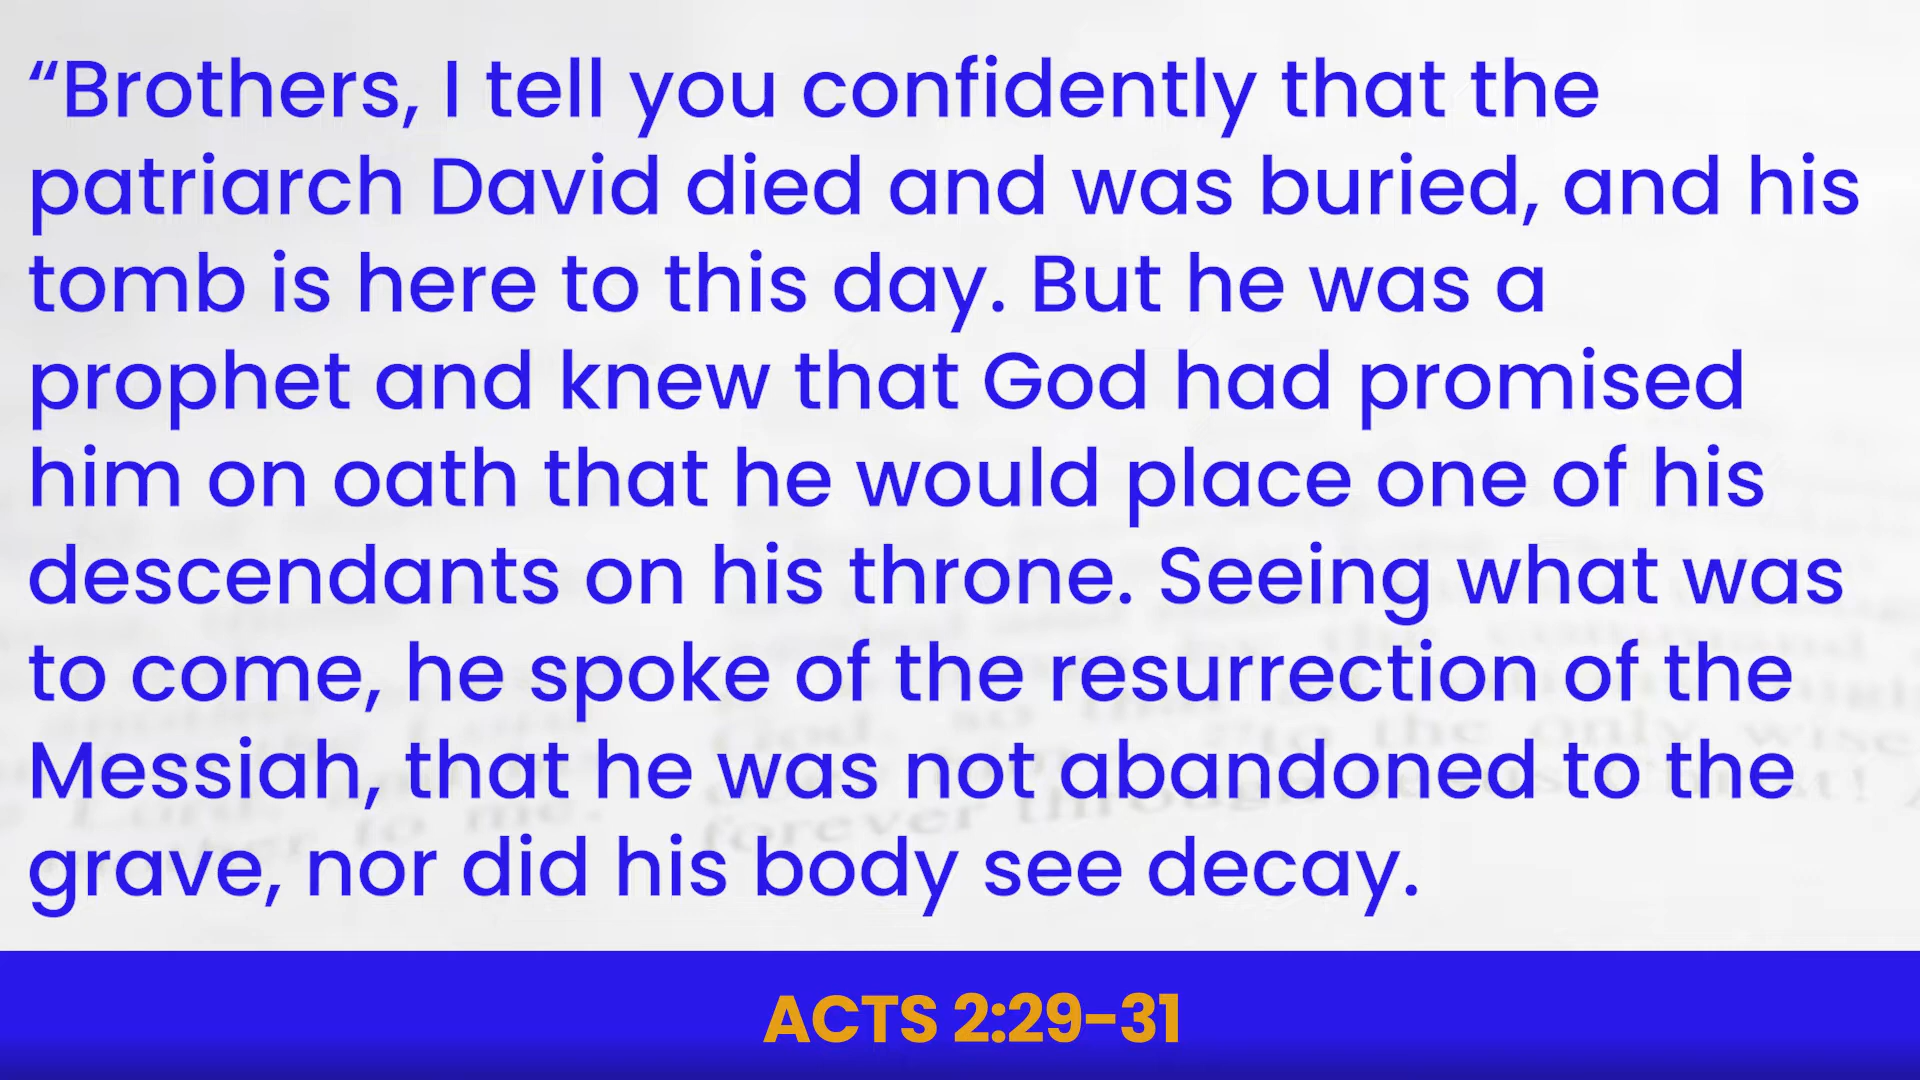 “Brothers, I tell you confidently that the
patriarch David died and was buried, and his
tomb is here to this day. But he was a
prophet and knew that God had promised
him on oath that he would place one of his
descendants on his throne. Seeing what was
to come, he spoke of the resurrection of the
Messiah, that he was not abandoned to the
grave, nor did his body see decay.
ACTS 2:29-31